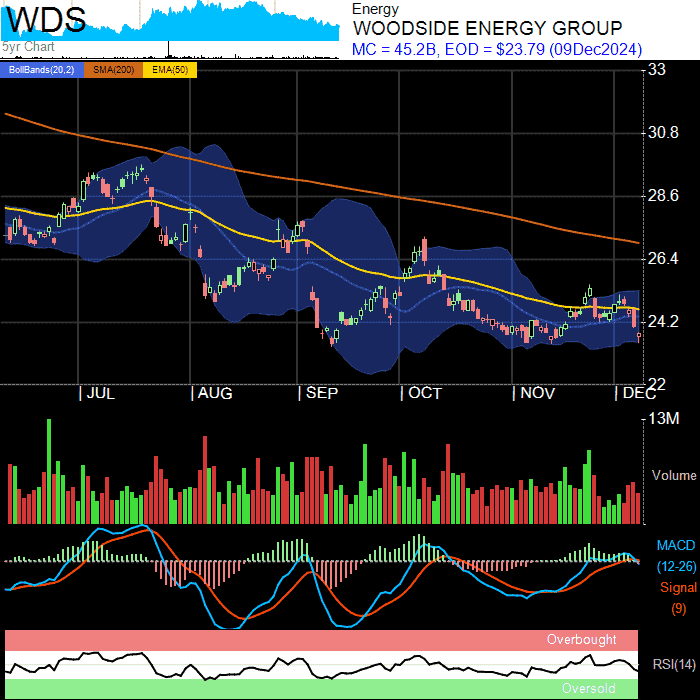 WDS
5yr Chart
Energy
WOODSIDE ENERGY GROUP
MC = 45.2B, EOD = $23.79 (09Dec2024)
BollBands(20,2) SMA(200) EMA(50)
33
30.8
28.6
26.4
24.2
22
JUL AUG SEP OCT NOV DEC
13M
Volume
MACD
(12-26)
Signal
(9)
Overbought
RSI(14)
Oversold